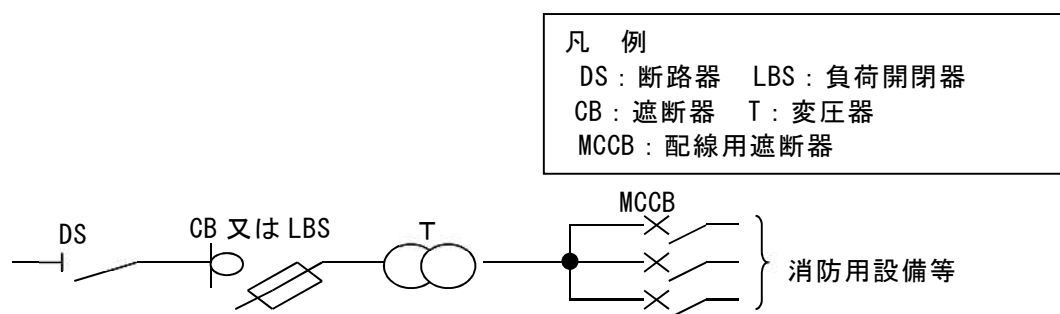 凡 例
DS：断路器 LBS：負荷開閉器
CB：遮断器 T：変圧器
MCCB：配線用遮断器
MCCB
DS
CB 又は LBS
T
消防用設備等